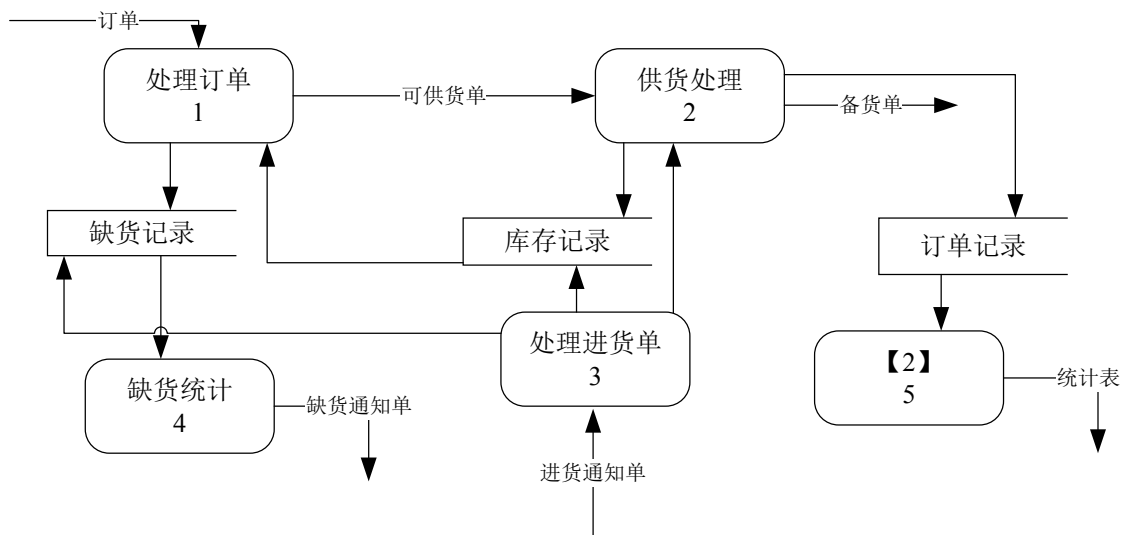 订单
处理订单
1
可供货单
供货处理
2
备货单
缺货记录
库存记录
订单记录
处理进货单
3
【2】
5
统计表
缺货统计
4
缺货通知单
进货通知单